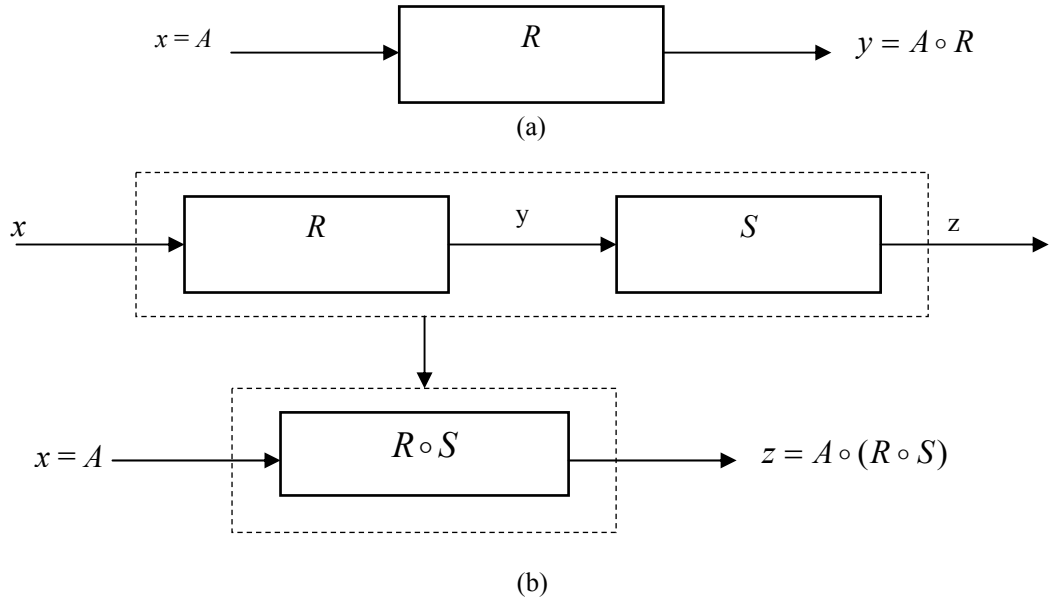 x = A R y = A ∘ R
(a)
x R y S z
x = A R ∘ S z = A ∘ (R ∘ S)
(b)